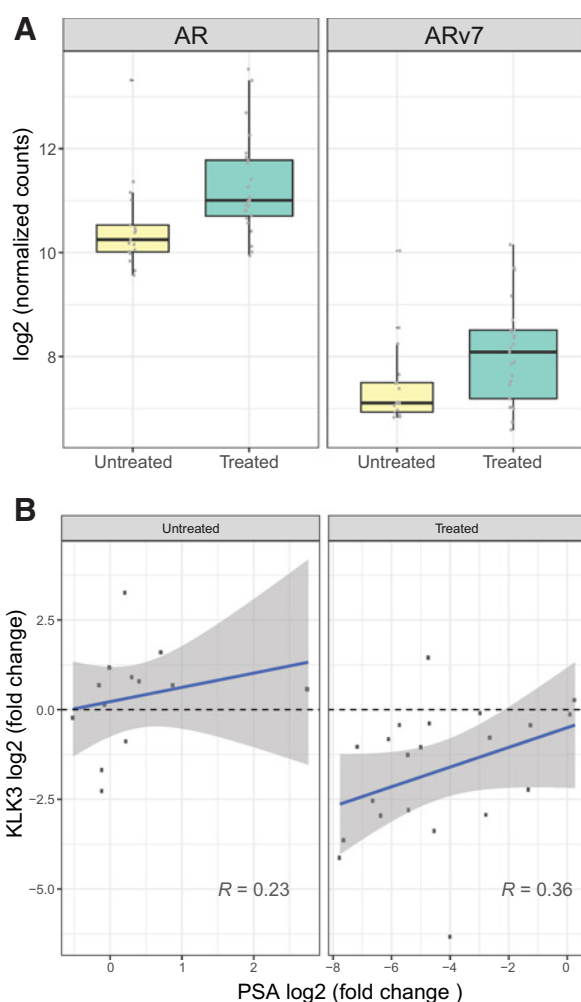 A
AR
ARv7
log2 (normalized counts)
12
10
8
Untreated
Treated
Untreated
Treated
B
Untreated
Treated
KLK3 log2 (fold change)
2.5
0.0
−2.5
−5.0
R = 0.23
R = 0.36
0
1
2
−8
−6
−4
−2
0
PSA log2 (fold change )